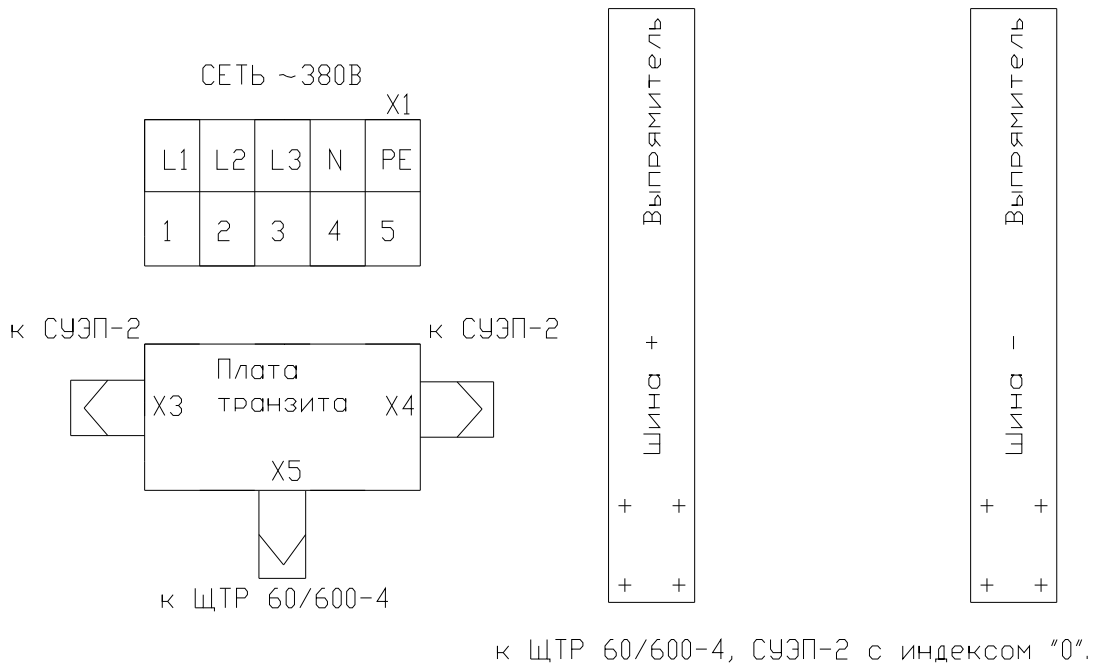 СЕТЬ ~380В
X1
L1 L2 L3 N PE
1 2 3 4 5
к СУЭП-2
к СУЭП-2
Плата
транзита
X3
X4
X5
к ЩТР 60/600-4
Шина + Выпрямитель
Шина - Выпрямитель
+ +
+ +
+ +
+ +
к ЩТР 60/600-4, СУЭП-2 с индексом "0".